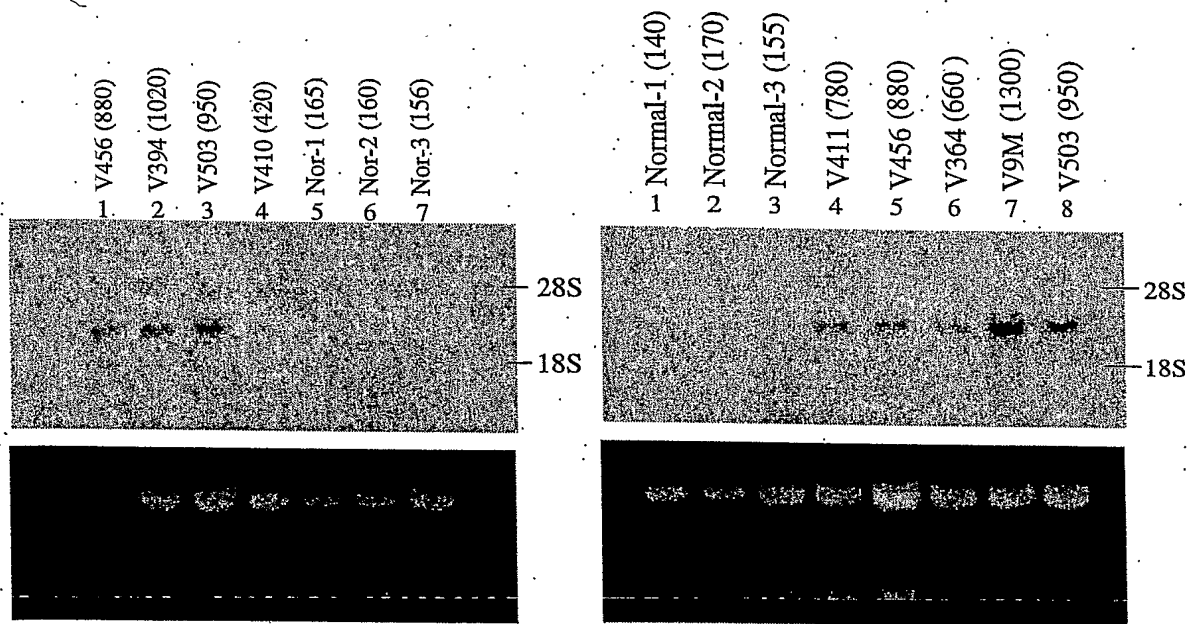 V456 (880)
V394 (1020)
V503 (950)
V410 (420)
Nor-1 (165)
Nor-2 (160)
Nor-3 (156)
1 2 3 4 5 6 7
28S
18S
Normal-1 (140)
Normal-2 (170)
Normal-3 (155)
V411 (780)
V456 (880)
V364 (660)
V9M (1300)
V503 (950)
1 2 3 4 5 6 7 8
28S
18S